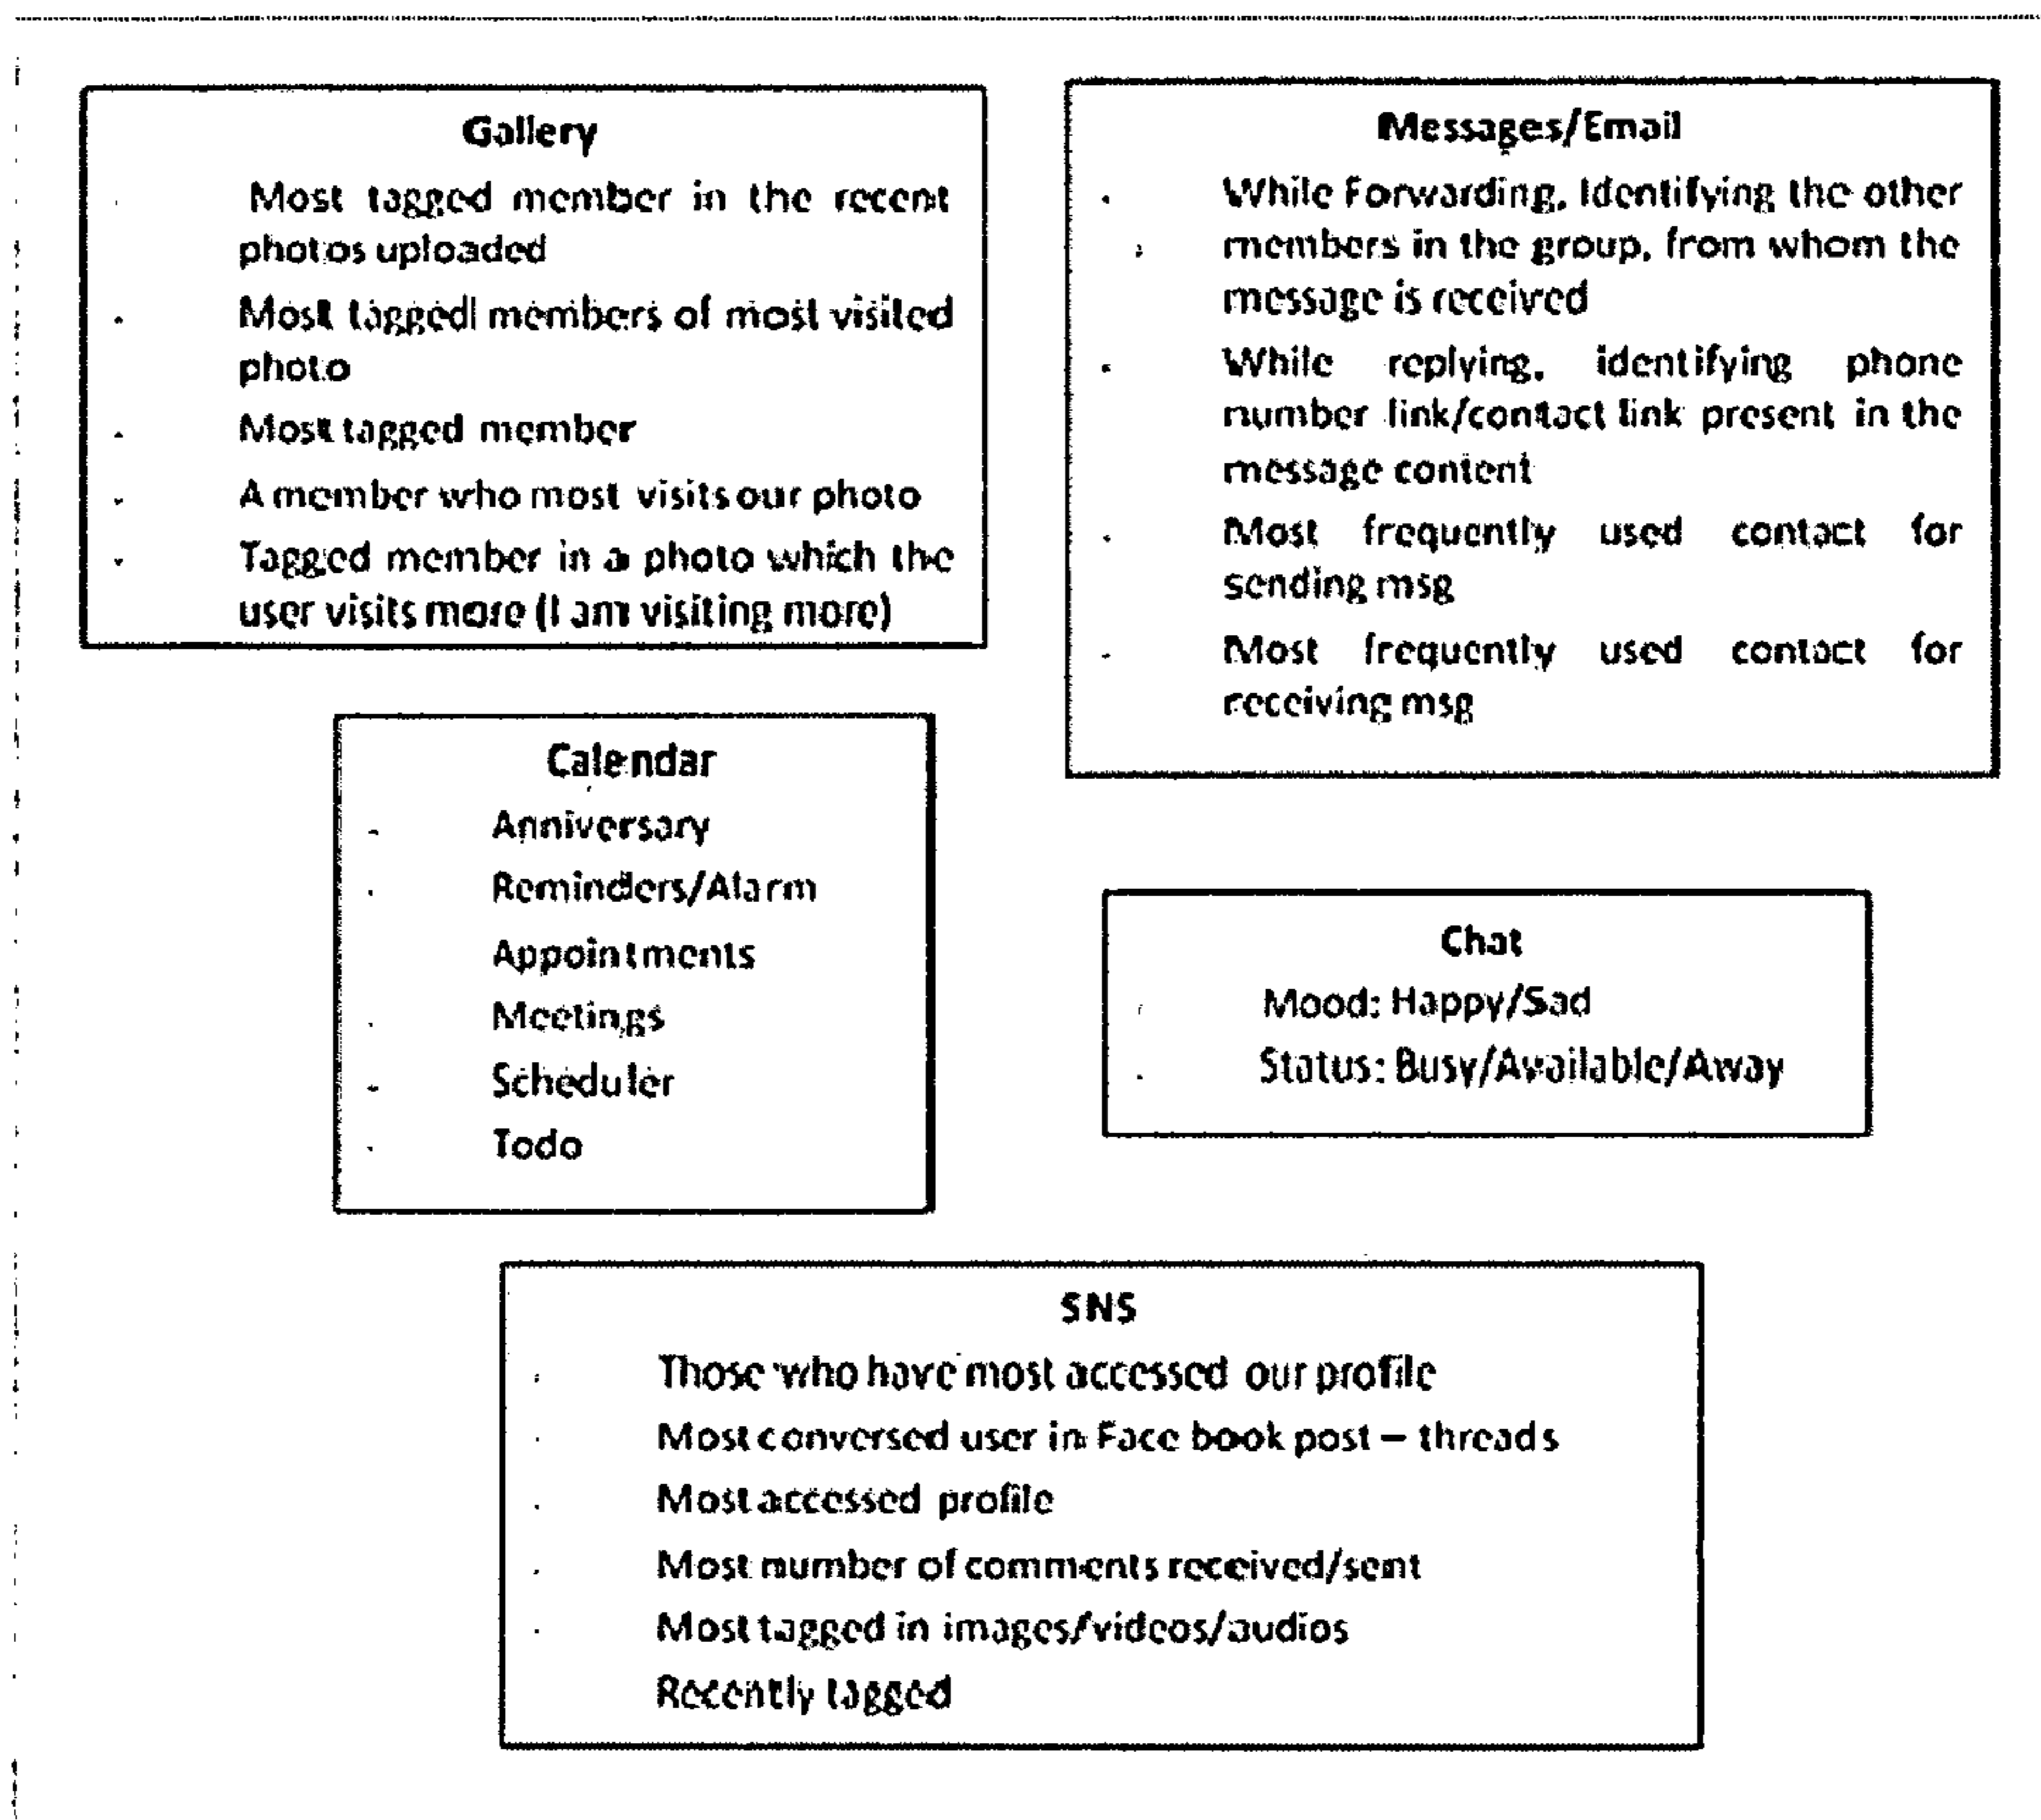 Gallery
Most tagged member in the recent
photos uploaded
Most tagged members of most visited
photo
Most tagged member
A member who most visits our photo
Tagged member in a photo which the
user visits more (I am visiting more)
Messages/Email
While Forwarding, Identifying the other
members in the group, from whom the
message is received
While replying, identifying phone
number link/contact link present in the
message content
Most frequently used contact for
sending msg
Most frequently used contact for
receiving msg
Calendar
Anniversary
Reminders/Alarm
Appointments
Meetings
Scheduler
Todo
Chat
Mood: Happy/Sad
Status: Busy/Available/Away
SNS
Those who have most accessed our profile
Most conversed user in Face book post – threads
Most accessed profile
Most number of comments received/sent
Most tagged in images/videos/audios
Recently tagged